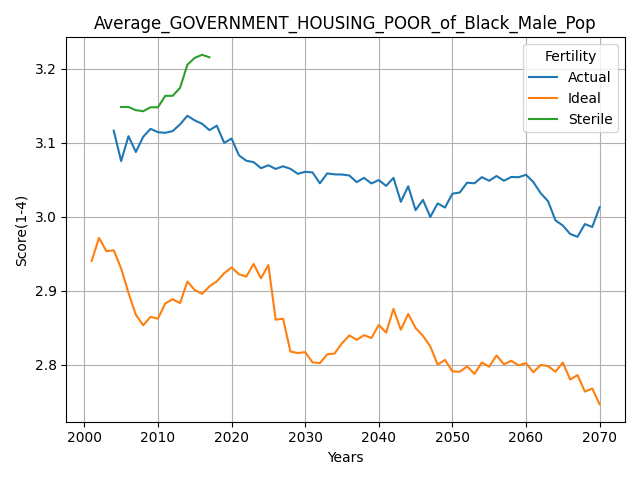 Average_GOVERNMENT_HOUSING_POOR_of_Black_Male_Pop
Fertility
Actual
Ideal
Sterile
Score(1-4)
3.2
3.1
3.0
2.9
2.8
2000 2010 2020 2030 2040 2050 2060 2070
Years